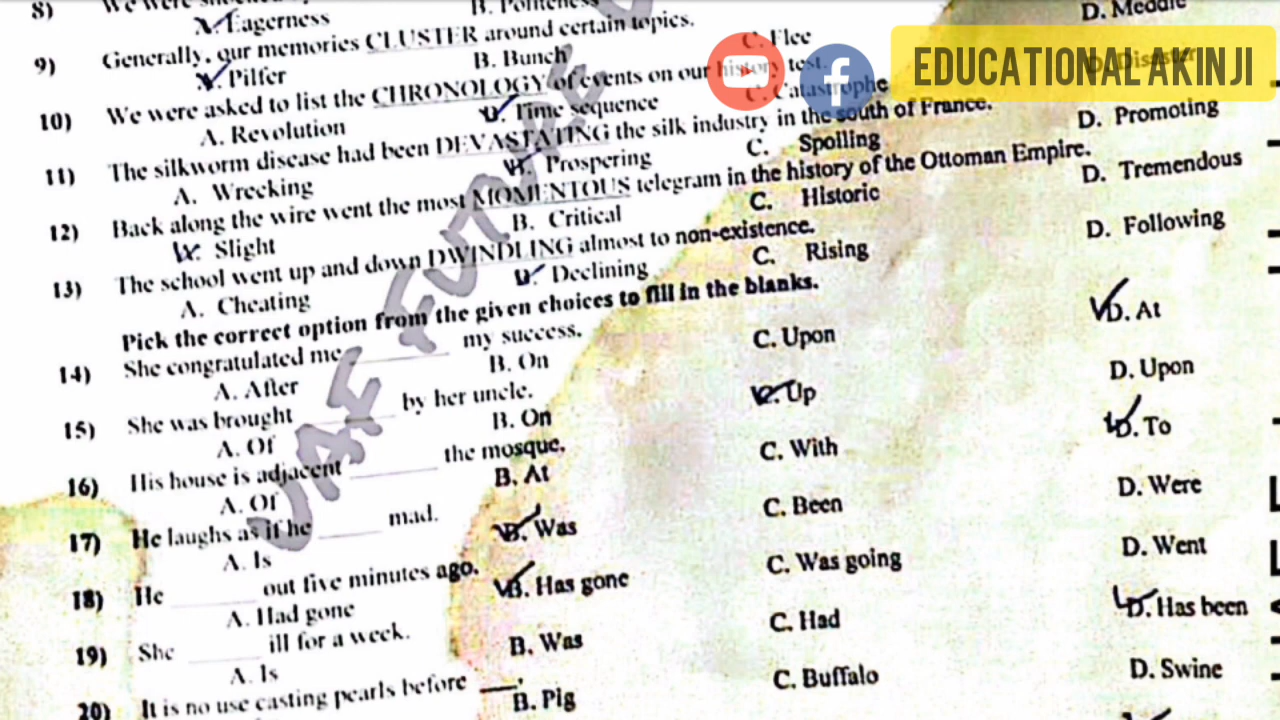 8) We were
A. Eagerness B. Politeness D. Meddle
9) Generally, our memories CLUSTER around certain topics.
A. Pilfer B. Bunch C. Flee D. Disaster
10) We were asked to list the CHRONOLOGY of events on our history test.
A. Revolution B. Time sequence C. Catastrophe
11) The silkworm disease had been DEVASTATING the silk industry in the south of France.
A. Wrecking B. Prospering C. Spolling D. Promoting
12) Back along the wire went the most MOMENTOUS telegram in the history of the Ottoman Empire.
A. Slight B. Critical C. Historic D. Tremendous
13) The school went up and down DWINDLING almost to non-existence.
A. Cheating B. Declining C. Rising D. Following
Pick the correct option from the given choices to fill in the blanks.
14) She congratulated me ______ my success.
A. After B. On C. Upon D. At
15) She was brought ______ by her uncle.
A. Of B. On C. Up D. Upon
16) His house is adjacent ______ the mosque.
A. Of B. At C. With D. To
17) He laughs as if he _____ mad.
A. Is B. Was C. Been D. Were
18) He ______ out five minutes ago.
A. Had gone B. Has gone C. Was going D. Went
19) She _____ ill for a week.
A. Is B. Was C. Had D. Has been
20) It is no use casting pearls before ___.
B. Pig C. Buffalo D. Swine
EDUCATIONAL AKINJI